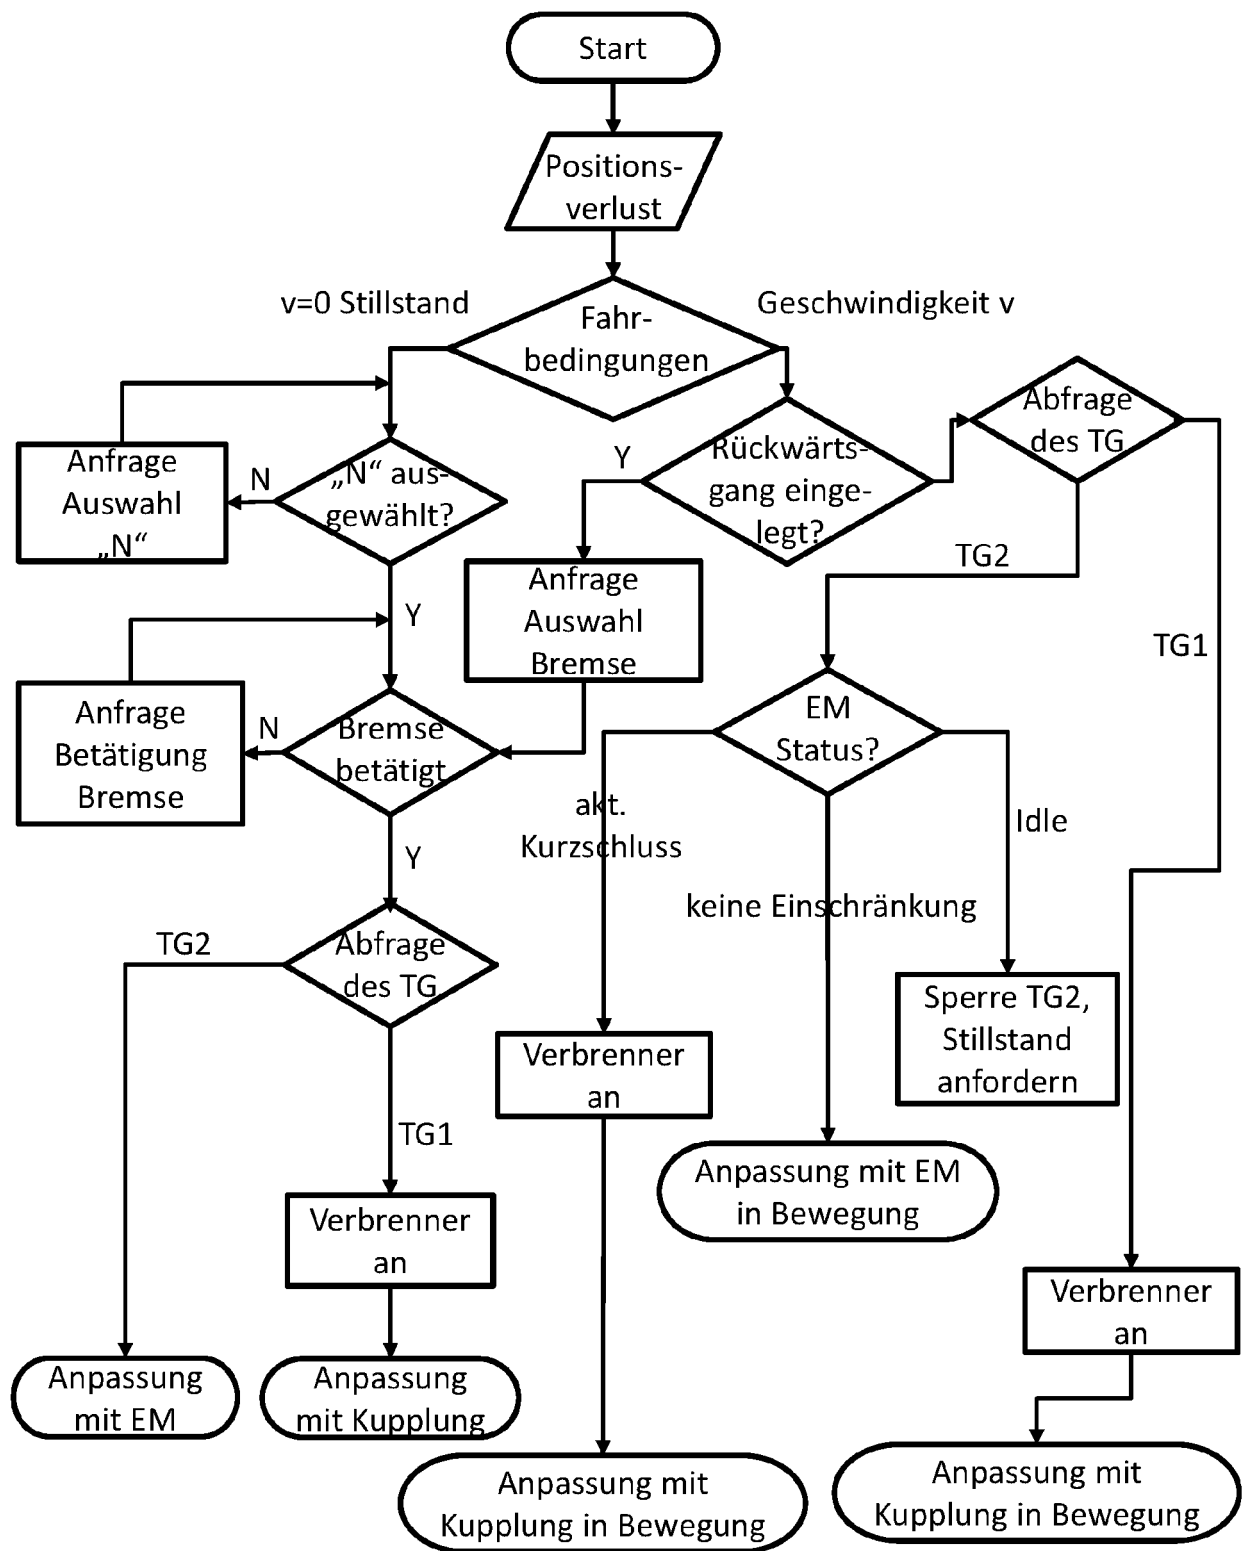 Start
Positions-
verlust
v=0 Stillstand
Fahr-
bedingungen
Geschwindigkeit v
Anfrage
Auswahl
„N“
N
„N“ aus-
gewählt?
Y
Rückwärts-
gang einge-
legt?
Abfrage
des TG
TG2
TG1
Y
Anfrage
Auswahl
Bremse
Anfrage
Betätigung
Bremse
N
Bremse
betätigt
EM
Status?
akt.
Kurzschluss
Idle
Y
keine Einschränkung
TG2
Abfrage
des TG
Sperre TG2,
Stillstand
anfordern
Verbrenner
an
TG1
Anpassung mit EM
in Bewegung
Verbrenner
an
Verbrenner
an
Anpassung
mit EM
Anpassung
mit Kupplung
Anpassung mit
Kupplung in Bewegung
Anpassung mit
Kupplung in Bewegung